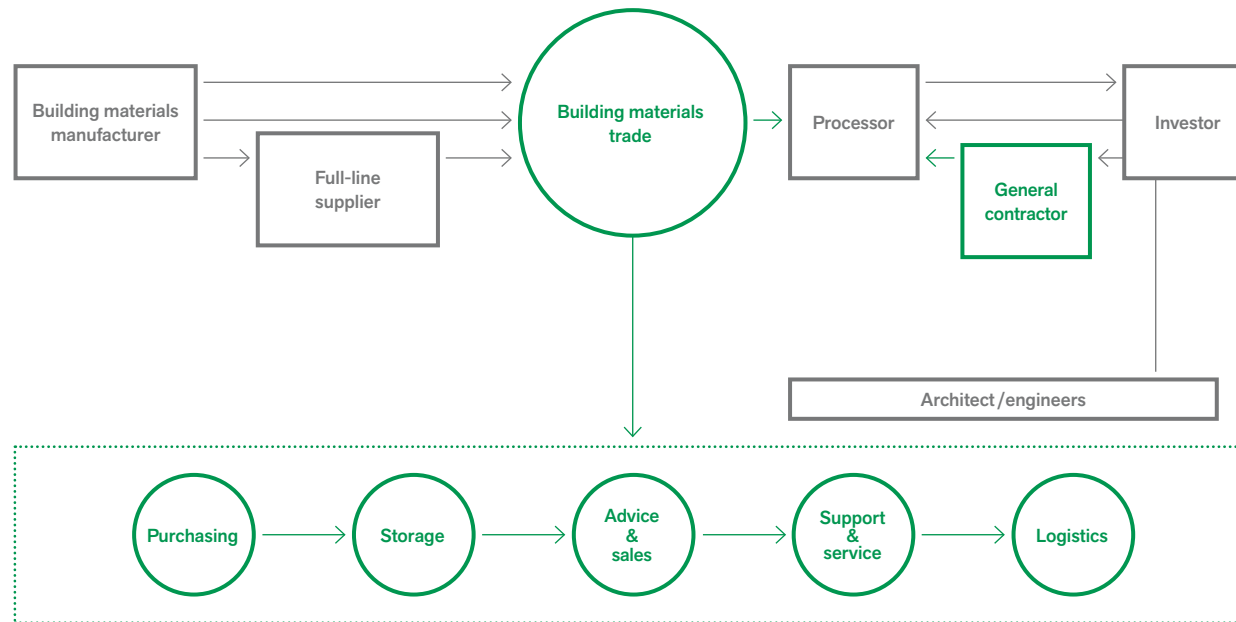 Building materials
manufacturer
Full-line
supplier
Building materials
trade
Processor
General
contractor
Investor
Architect/engineers
Purchasing
Storage
Advice
&
sales
Support
&
service
Logistics